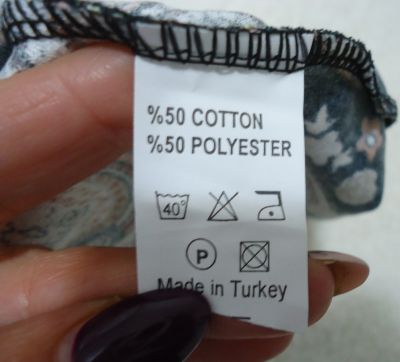 %50 COTTON
%50 POLYESTER
40°
P
Made in Turkey